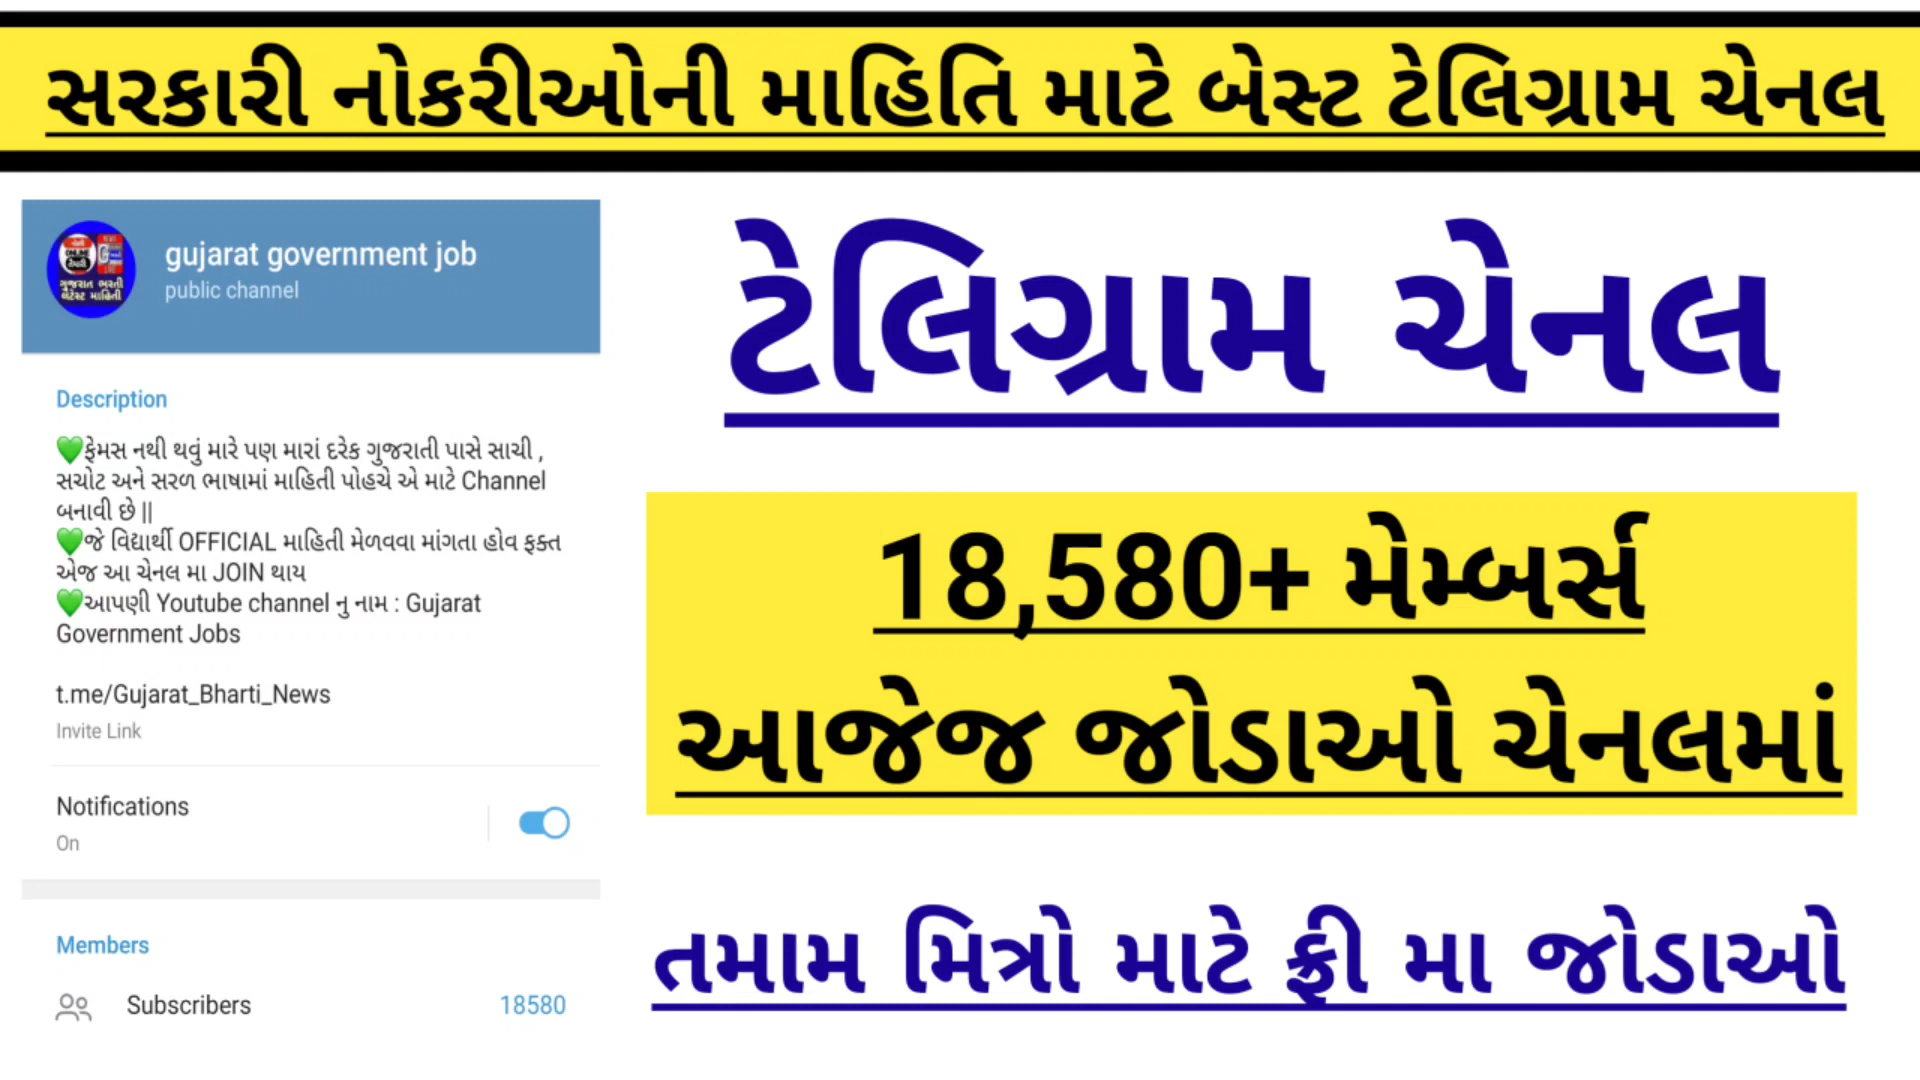 સરકારી નોકરીઓની માહિતિ માટે બેસ્ટ ટેલિગ્રામ ચેનલ
gujarat government job
public channel
ગુજરાત ભરતી
લેટેસ્ટ માહિતી
Description
💚ફેમસ નથી થવું મારે પણ મારાં દરેક ગુજરાતી પાસે સાચી ,
સચોટ અને સરળ ભાષામાં માહિતી પોહચે એ માટે Channel
બનાવી છે ||
💚જે વિદ્યાર્થી OFFICIAL માહિતી મેળવવા માંગતા હોવ ફક્ત
એજ આ ચેનલ મા JOIN થાય
💚આપણી Youtube channel નુ નામ : Gujarat
Government Jobs
t.me/Gujarat_Bharti_News
Invite Link
Notifications
On
Members
Subscribers 18580
ટેલિગ્રામ ચેનલ
18,580+ મેમ્બર્સ
આજેજ જોડાઓ ચેનલમાં
તમામ મિત્રો માટે ફ્રી મા જોડાઓ